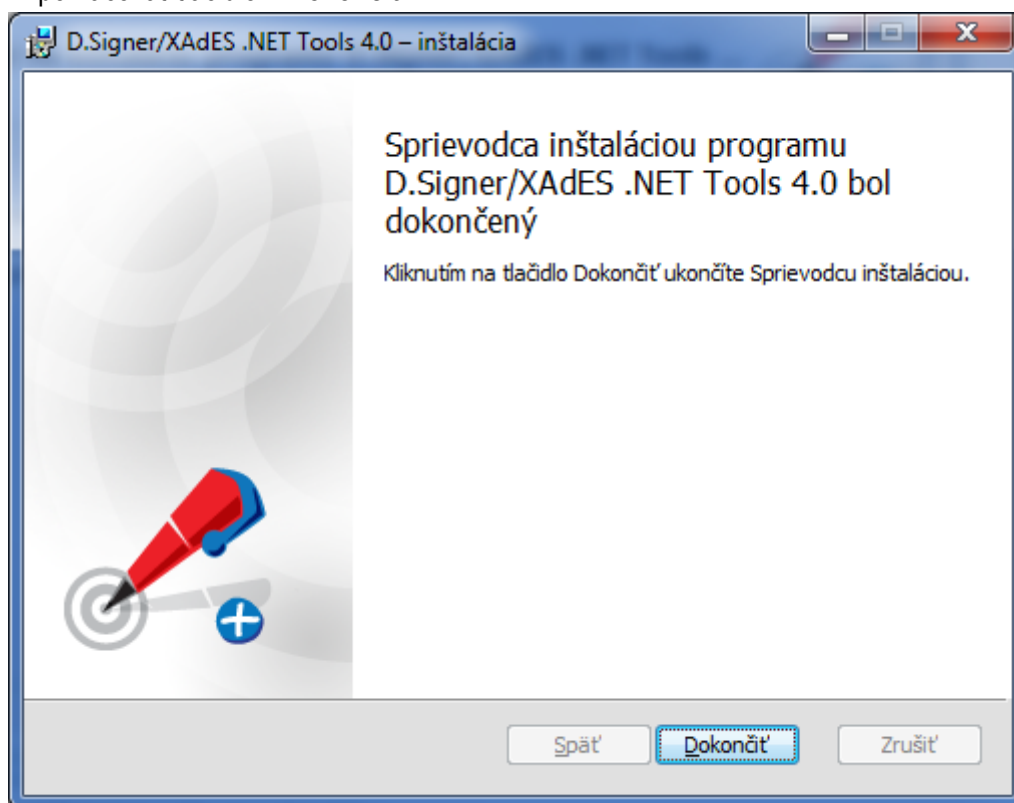 D.Signer/XAdES .NET Tools 4.0 – inštalácia
Sprievodca inštaláciou programu
D.Signer/XAdES .NET Tools 4.0 bol
dokončený
Kliknutím na tlačidlo Dokončiť ukončíte Sprievodcu inštaláciou.
Späť Dokončiť Zrušiť